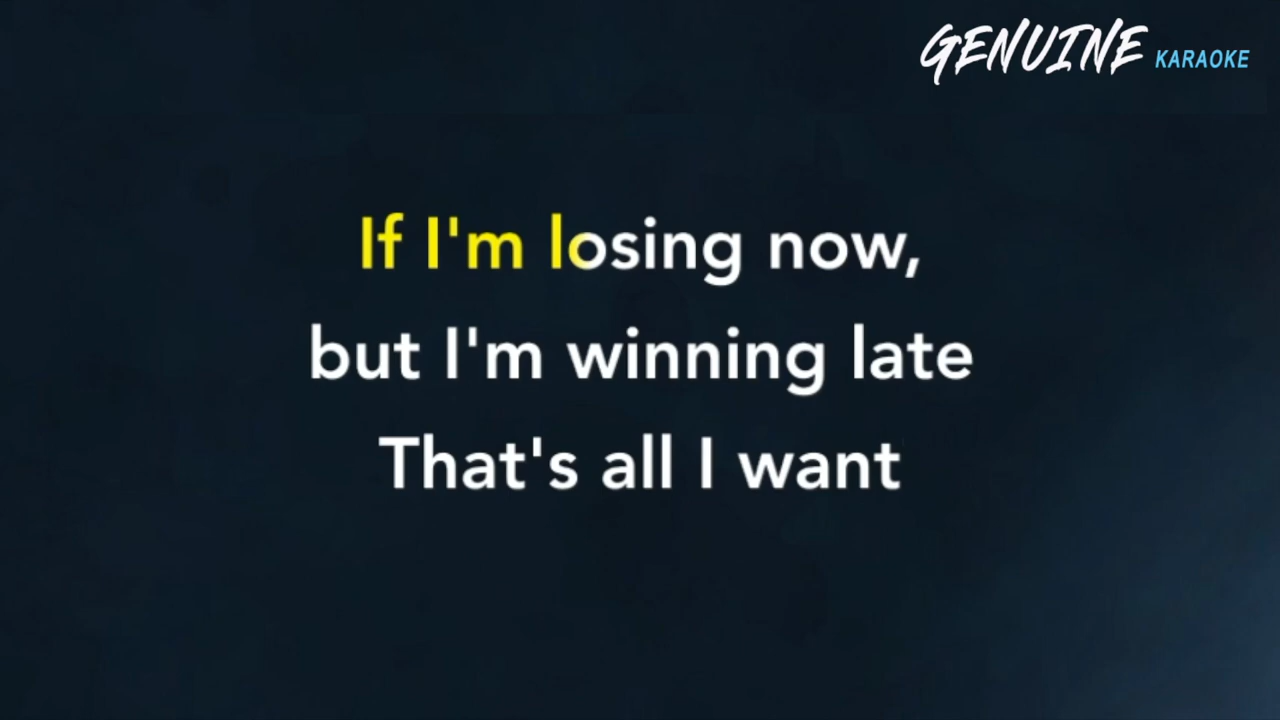 GENUINE KARAOKE
If I'm losing now,
but I'm winning late
That's all I want